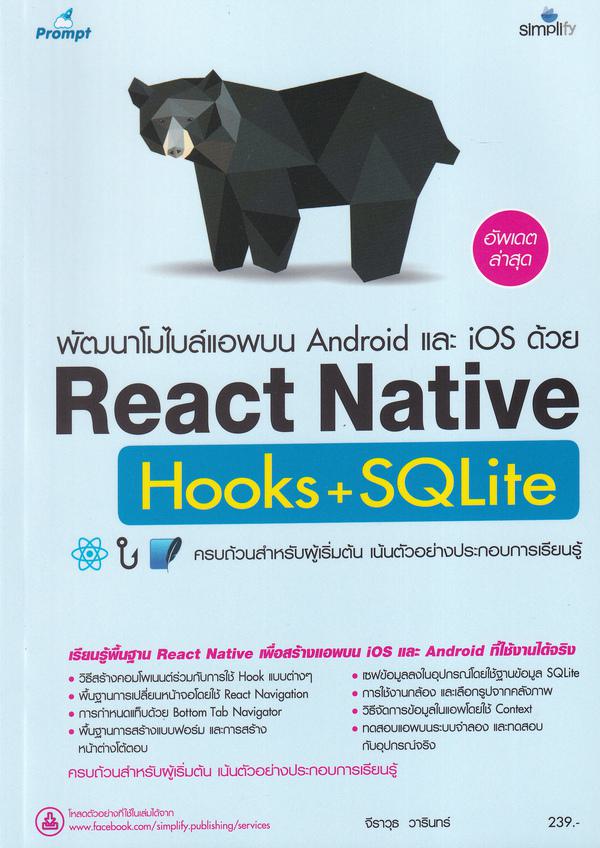 Prompt
simplify
อัพเดต
ล่าสุด
พัฒนาโมไบล์แอพบน Android และ iOS ด้วย
React Native
Hooks+SQLite
ครบถ้วนสำหรับผู้เริ่มต้น เน้นตัวอย่างประกอบการเรียนรู้
เรียนรู้พื้นฐาน React Native เพื่อสร้างแอพบน iOS และ Android ที่ใช้งานได้จริง
• วิธีสร้างคอมโพเนนต์ร่วมกับการใช้ Hook แบบต่างๆ
• พื้นฐานการเปลี่ยนหน้าจอโดยใช้ React Navigation
• การกำหนดแท็บด้วย Bottom Tab Navigator
• พื้นฐานการสร้างแบบฟอร์ม และการสร้าง
หน้าต่างโต้ตอบ
• เซฟข้อมูลลงในอุปกรณ์โดยใช้ฐานข้อมูล SQLite
• การใช้งานกล้อง และเลือกรูปจากคลังภาพ
• วิธีจัดการข้อมูลในแอพโดยใช้ Context
• ทดสอบแอพบนระบบจำลอง และทดสอบ
กับอุปกรณ์จริง
ครบถ้วนสำหรับผู้เริ่มต้น เน้นตัวอย่างประกอบการเรียนรู้
โหลดตัวอย่างที่ใช้ในเล่มได้จาก
www.facebook.com/simplify.publishing/services
จีราวุธ วารินทร์
239.-